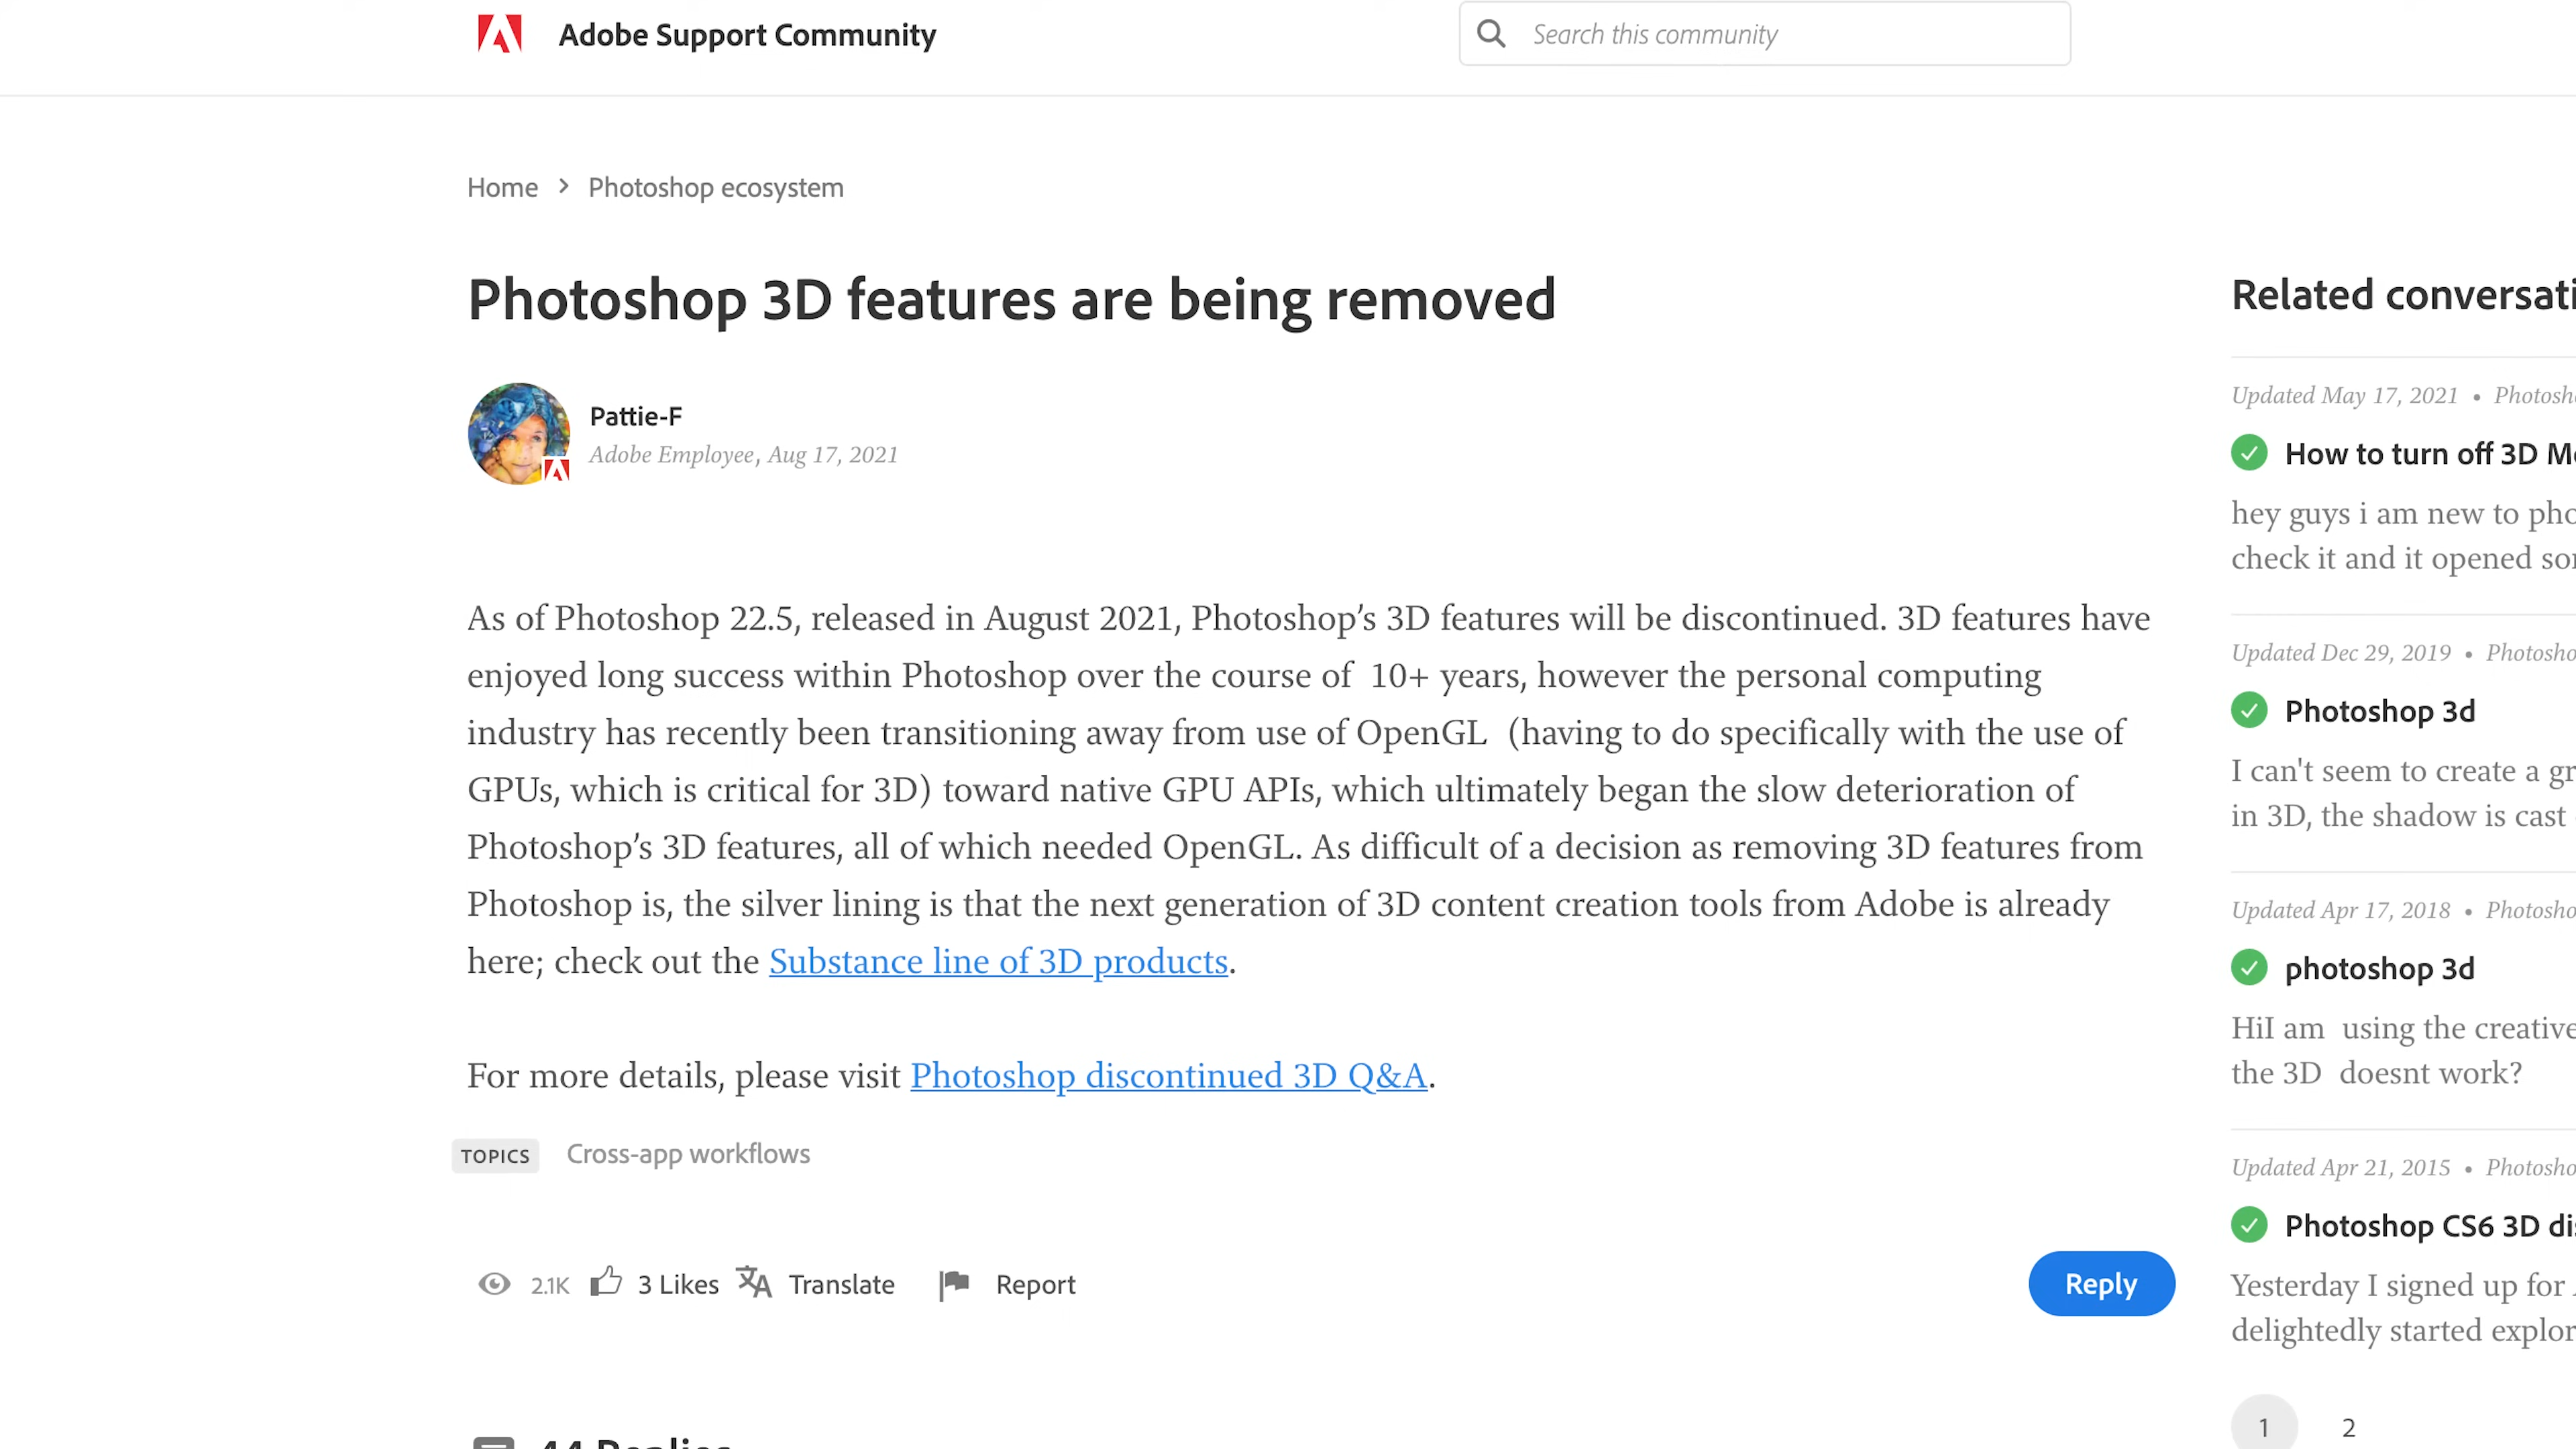 Adobe Support Community
Search this community
Home > Photoshop ecosystem
Photoshop 3D features are being removed
Pattie-F
Adobe Employee, Aug 17, 2021
As of Photoshop 22.5, released in August 2021, Photoshop’s 3D features will be discontinued. 3D features have
enjoyed long success within Photoshop over the course of  10+ years, however the personal computing
industry has recently been transitioning away from use of OpenGL  (having to do specifically with the use of
GPUs, which is critical for 3D) toward native GPU APIs, which ultimately began the slow deterioration of
Photoshop’s 3D features, all of which needed OpenGL. As difficult of a decision as removing 3D features from
Photoshop is, the silver lining is that the next generation of 3D content creation tools from Adobe is already
here; check out the Substance line of 3D products.
For more details, please visit Photoshop discontinued 3D Q&A.
TOPICS Cross-app workflows
2.1K 3 Likes Translate Report
Reply
44 Replies
Related
Updated May 17, 2021 •
How to turn off 3D
hey guys i am new to
check it and it opened
Updated Dec 29, 2019 •
Photoshop 3d
I can't seem to create a
in 3D, the shadow is cast
Updated Apr 17, 2018 •
photoshop 3d
HiI am  using the
the 3D  doesnt work?
Updated Apr 21, 2015 •
Photoshop CS6 3D
Yesterday I signed up for
delightedly started
1 2